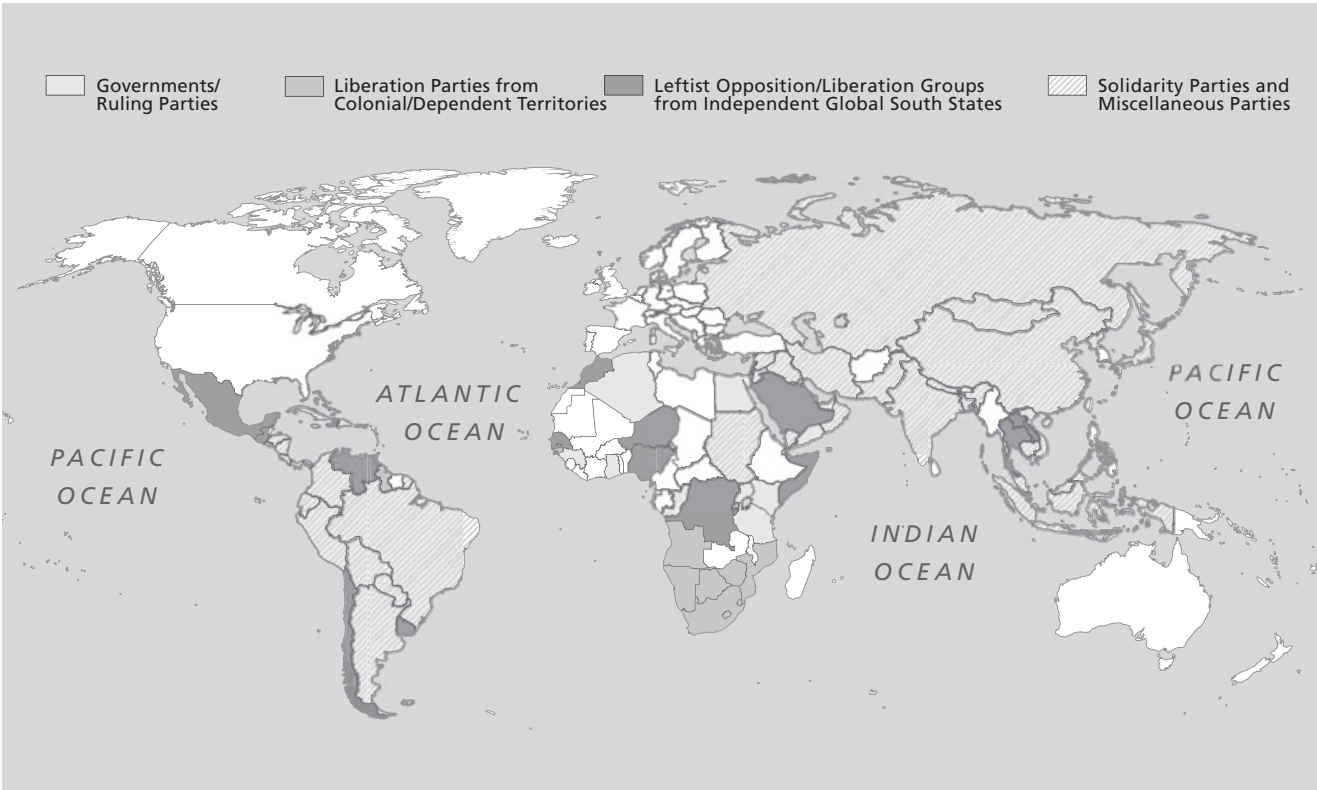 Governments/
Ruling Parties
Liberation Parties from
Colonial/Dependent Territories
Leftist Opposition/Liberation Groups
from Independent Global South States
Solidarity Parties and
Miscellaneous Parties
ATLANTIC
OCEAN
PACIFIC
OCEAN
PACIFIC
OCEAN
INDIAN
OCEAN